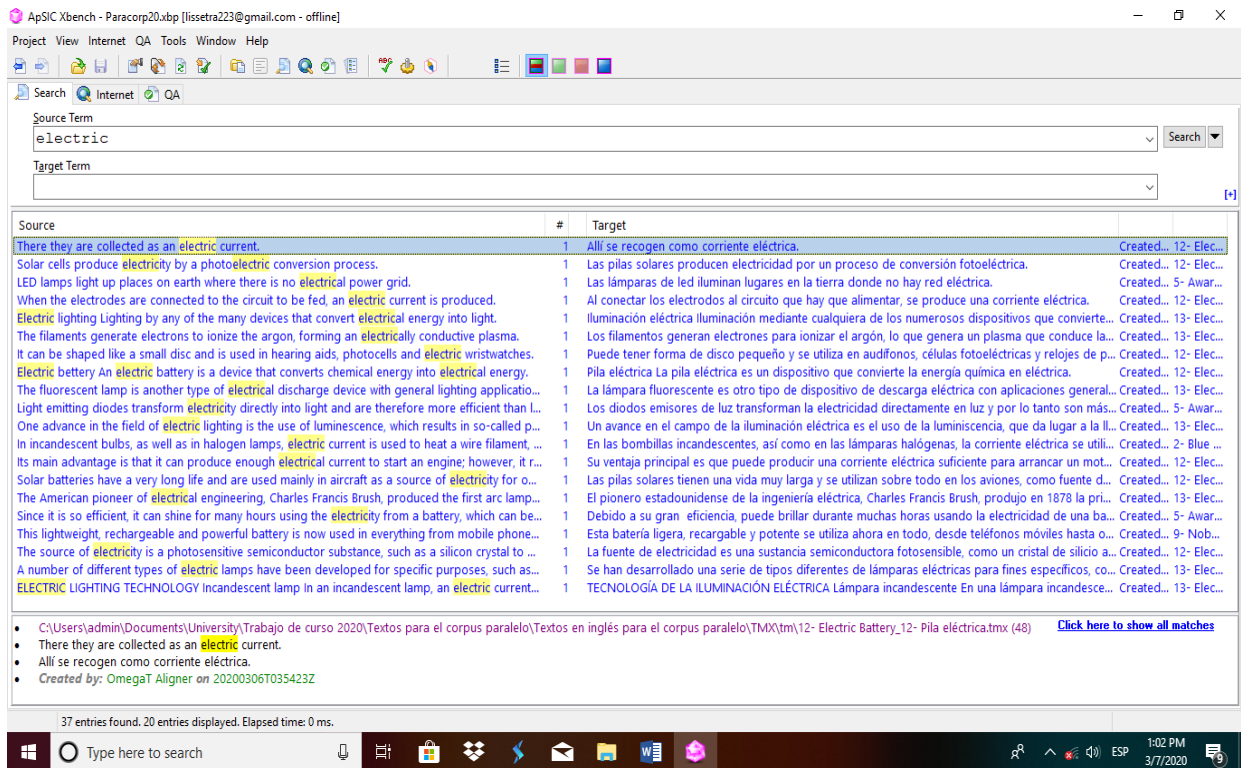 ApSIC Xbench - Paracorp20.xbp [lissetra223@gmail.com - offline]
Project View Internet QA Tools Window Help
Search Internet QA
Source Term
electric
Search
Target Term
[+]
Source # Target
There they are collected as an electric current. 1 Allí se recogen como corriente eléctrica. Created... 12- Elec...
Solar cells produce electricity by a photoelectric conversion process. 1 Las pilas solares producen electricidad por un proceso de conversión fotoeléctrica. Created... 12- Elec...
LED lamps light up places on earth where there is no electrical power grid. 1 Las lámparas de led iluminan lugares en la tierra donde no hay red eléctrica. Created... 5- Awar...
When the electrodes are connected to the circuit to be fed, an electric current is produced. 1 Al conectar los electrodos al circuito que hay que alimentar, se produce una corriente eléctrica. Created... 12- Elec...
Electric lighting Lighting by any of the many devices that convert electrical energy into light. 1 Iluminación eléctrica Iluminación mediante cualquiera de los numerosos dispositivos que convierte... Created... 13- Elec...
The filaments generate electrons to ionize the argon, forming an electrically conductive plasma. 1 Los filamentos generan electrones para ionizar el argón, lo que genera un plasma que conduce la... Created... 13- Elec...
It can be shaped like a small disc and is used in hearing aids, photocells and electric wristwatches. 1 Puede tener forma de disco pequeño y se utiliza en audífonos, células fotoeléctricas y relojes de p... Created... 12- Elec...
Electric bettery An electric battery is a device that converts chemical energy into electrical energy. 1 Pila eléctrica La pila eléctrica es un dispositivo que convierte la energía química en eléctrica. Created... 12- Elec...
The fluorescent lamp is another type of electrical discharge device with general lighting applicatio... 1 La lámpara fluorescente es otro tipo de dispositivo de descarga eléctrica con aplicaciones general... Created... 13- Elec...
Light emitting diodes transform electricity directly into light and are therefore more efficient than l... 1 Los diodos emisores de luz transforman la electricidad directamente en luz y por lo tanto son más... Created... 5- Awar...
One advance in the field of electric lighting is the use of luminescence, which results in so-called p... 1 Un avance en el campo de la iluminación eléctrica es el uso de la luminiscencia, que da lugar a la ll... Created... 13- Elec...
In incandescent bulbs, as well as in halogen lamps, electric current is used to heat a wire filament, ... 1 En las bombillas incandescentes, así como en las lámparas halógenas, la corriente eléctrica se utili... Created... 2- Blue ...
Its main advantage is that it can produce enough electrical current to start an engine; however, it r... 1 Su ventaja principal es que puede producir una corriente eléctrica suficiente para arrancar un mot... Created... 12- Elec...
Solar batteries have a very long life and are used mainly in aircraft as a source of electricity for o... 1 Las pilas solares tienen una vida muy larga y se utilizan sobre todo en los aviones, como fuente d... Created... 12- Elec...
The American pioneer of electrical engineering, Charles Francis Brush, produced the first arc lamp... 1 El pionero estadounidense de la ingeniería eléctrica, Charles Francis Brush, produjo en 1878 la pri... Created... 13- Elec...
Since it is so efficient, it can shine for many hours using the electricity from a battery, which can be... 1 Debido a su gran eficiencia, puede brillar durante muchas horas usando la electricidad de una ba... Created... 5- Awar...
This lightweight, rechargeable and powerful battery is now used in everything from mobile phone... 1 Esta batería ligera, recargable y potente se utiliza ahora en todo, desde teléfonos móviles hasta o... Created... 9- Nob...
The source of electricity is a photosensitive semiconductor substance, such as a silicon crystal to ... 1 La fuente de electricidad es una sustancia semiconductora fotosensible, como un cristal de silicio a... Created... 12- Elec...
A number of different types of electric lamps have been developed for specific purposes, such as... 1 Se han desarrollado una serie de tipos diferentes de lámparas eléctricas para fines específicos, co... Created... 13- Elec...
ELECTRIC LIGHTING TECHNOLOGY Incandescent lamp In an incandescent lamp, an electric current... 1 TECNOLOGÍA DE LA ILUMINACIÓN ELÉCTRICA Lámpara incandescente En una lámpara incandesce... Created... 13- Elec...
C:\Users\admin\Documents\University\Trabajo de curso 2020\Textos para el corpus paralelo\Textos en inglés para el corpus paralelo\TMX\tm\12- Electric Battery_12- Pila eléctrica.tmx (48) Click here to show all matches
There they are collected as an electric current.
Allí se recogen como corriente eléctrica.
Created by: OmegaT Aligner on 20200306T035423Z
37 entries found. 20 entries displayed. Elapsed time: 0 ms.
Type here to search
ESP
1:02 PM
3/7/2020
9